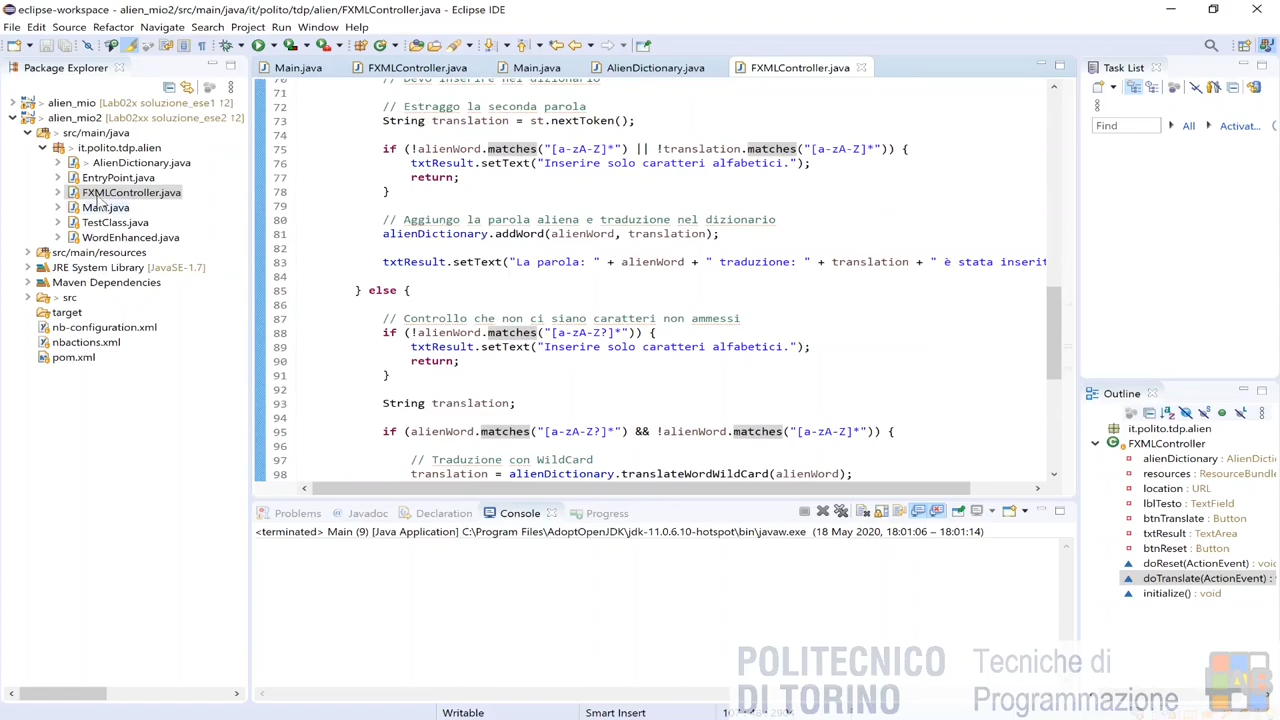 eclipse-workspace - alien_mio2/src/main/java/it/polito/tdp/alien/FXMLController.java - Eclipse IDE
File Edit Source Refactor Navigate Search Project Run Window Help
Package Explorer
Main.java FXMLController.java Main.java AlienDictionary.java FXMLController.java
Task List
Find All Activat...
> alien_mio [Lab02x soluzione_ese1 12]
> alien_mio2 [Lab02xx soluzione_ese2 12]
> src/main/java
> it.polito.tdp.alien
> AlienDictionary.java
EntryPoint.java
FXMLController.java
Main.java
TestClass.java
WordEnhanced.java
src/main/resources
JRE System Library [JavaSE-1.7]
Maven Dependencies
> src
target
nb-configuration.xml
nbactions.xml
pom.xml
70 // Devo inserire nel dizionario
71
72 // Estraggo la seconda parola
73 String translation = st.nextToken();
74
75 if (!alienWord.matches("[a-zA-Z]*") || !translation.matches("[a-zA-Z]*")) {
76 txtResult.setText("Inserire solo caratteri alfabetici.");
77 return;
78 }
79
80 // Aggiungo la parola aliena e traduzione nel dizionario
81 alienDictionary.addWord(alienWord, translation);
82
83 txtResult.setText("La parola: " + alienWord + " traduzione: " + translation + " è stata inserit
84
85 } else {
86
87 // Controllo che non ci siano caratteri non ammessi
88 if (!alienWord.matches("[a-zA-Z?]*")) {
89 txtResult.setText("Inserire solo caratteri alfabetici.");
90 return;
91 }
92
93 String translation;
94
95 if (alienWord.matches("[a-zA-Z?]*") && !alienWord.matches("[a-zA-Z]*")) {
96
97 // Traduzione con WildCard
98 translation = alienDictionary.translateWordWildCard(alienWord);
Outline
it.polito.tdp.alien
FXMLController
alienDictionary : AlienDictio
resources : ResourceBundl
location : URL
lblTesto : TextField
btnTranslate : Button
txtResult : TextArea
btnReset : Button
doReset(ActionEvent) : voic
doTranslate(ActionEvent) :
initialize() : void
Problems Javadoc Declaration Console Progress
<terminated> Main (9) [Java Application] C:\Program Files\AdoptOpenJDK\jdk-11.0.6.10-hotspot\bin\javaw.exe (18 May 2020, 18:01:06 – 18:01:14)
POLITECNICO
DI TORINO
Tecniche di
Programmazione
Writable Smart Insert